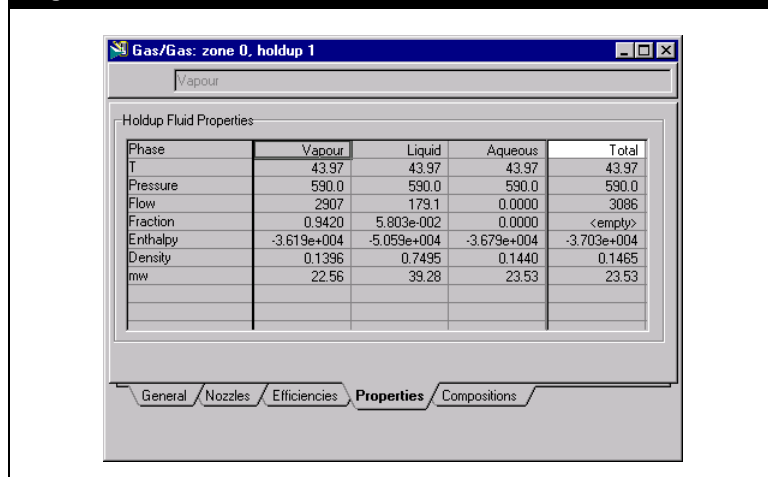 Gas/Gas: zone 0, holdup 1
Vapour
Holdup Fluid Properties
Phase Vapour Liquid Aqueous Total
T 43.97 43.97 43.97 43.97
Pressure 590.0 590.0 590.0 590.0
Flow 2907 179.1 0.0000 3086
Fraction 0.9420 5.803e-002 0.0000 <empty>
Enthalpy -3.619e+004 -5.059e+004 -3.679e+004 -3.703e+004
Density 0.1396 0.7495 0.1440 0.1465
mw 22.56 39.28 23.53 23.53
General Nozzles Efficiencies Properties Compositions